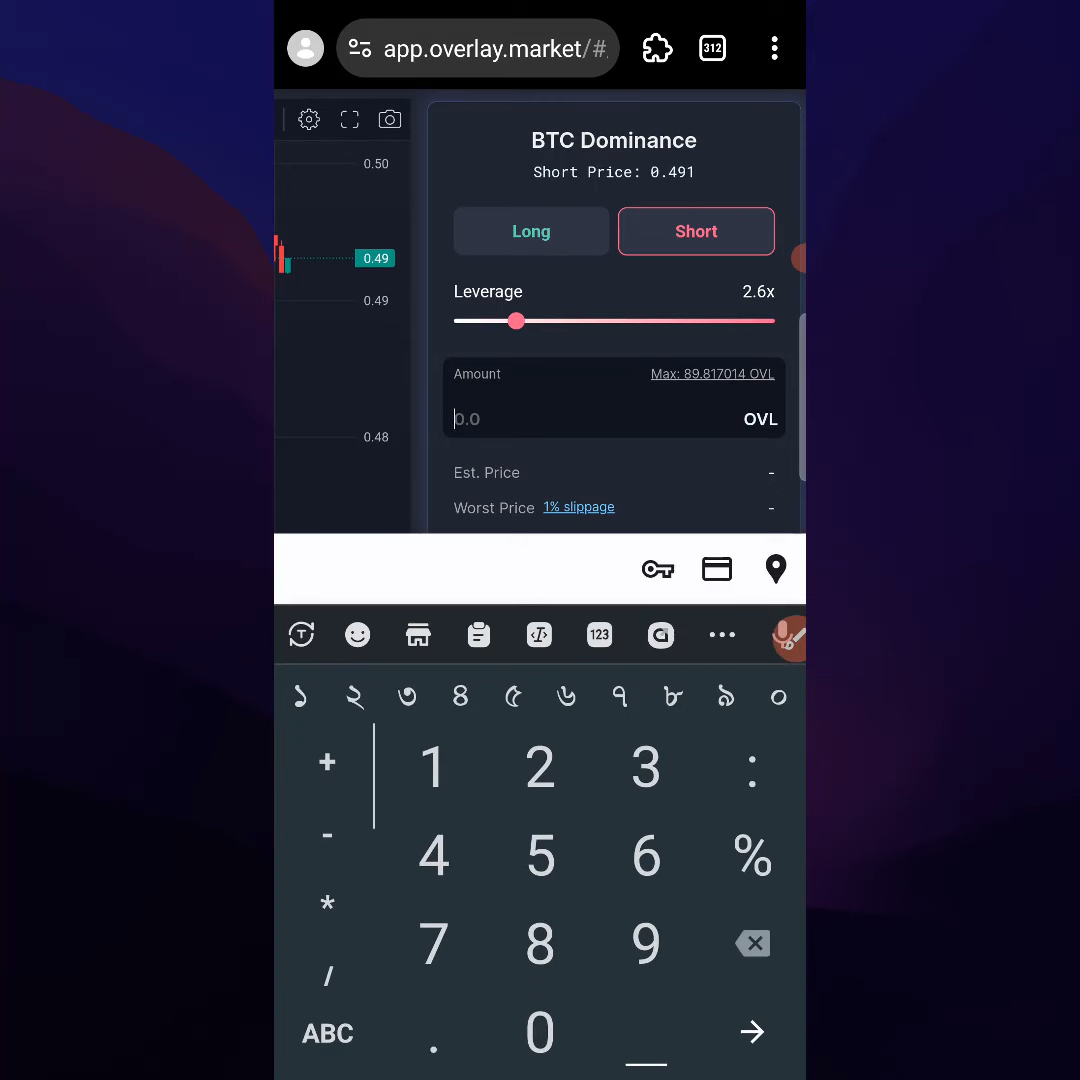 app.overlay.market/#
312
BTC Dominance
Short Price: 0.491
Long
Short
0.50
0.49
0.49
0.48
Leverage
2.6x
Amount
Max: 89.817014 OVL
0.0
OVL
Est. Price
-
Worst Price 1% slippage
-
T
123
১ ২ ৩ ৪ ৫ ৬ ৭ ৮ ৯ ০
+ 1 2 3 :
- 4 5 6 %
* 7 8 9
/
ABC . 0 _